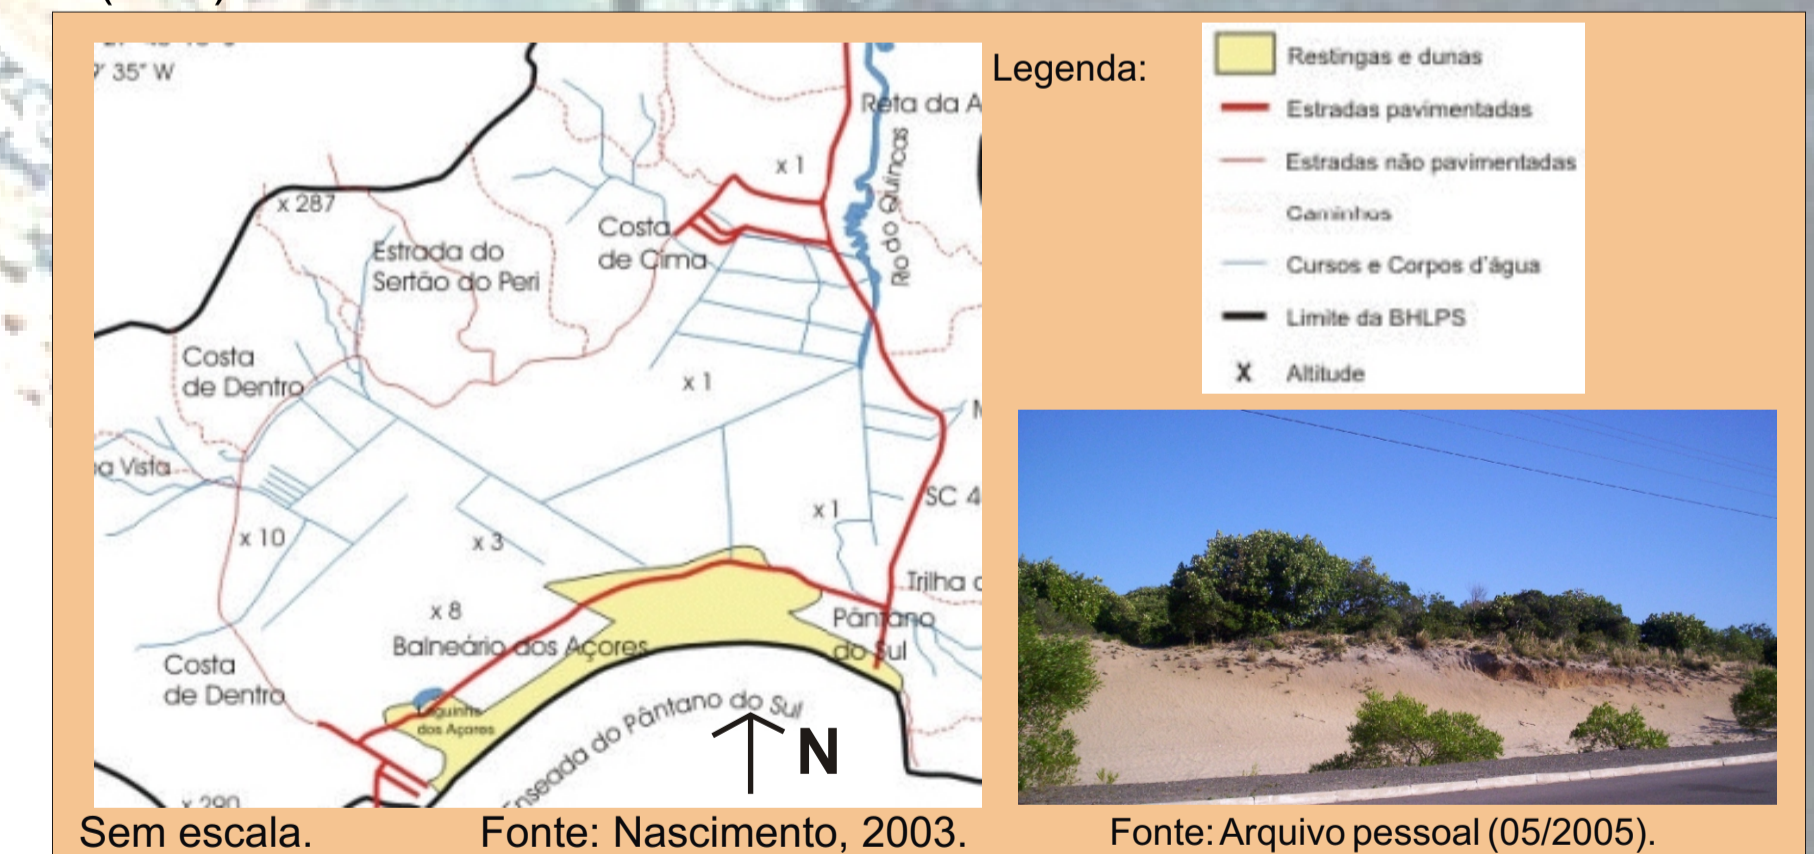 35" W
Reta da A
Rio do Quincas
x 1
x 287
Costa
de Cima
Estrada do
Sertão do Peri
Costa
de Dentro
x 1
a Vista
SC 4
x 1
x 10
x 3
Trilha
x 8
Pântano
do Sul
Balneário dos Açores
Costa
de Dentro
Laguinho
dos Açores
Enseada do Pântano do Sul
N
x 290
Legenda:
Restingas e dunas
Estradas pavimentadas
Estradas não pavimentadas
Caminhos
Cursos e Corpos d'água
Limite da BHLPS
X Altitude
Sem escala.
Fonte: Nascimento, 2003.
Fonte: Arquivo pessoal (05/2005).